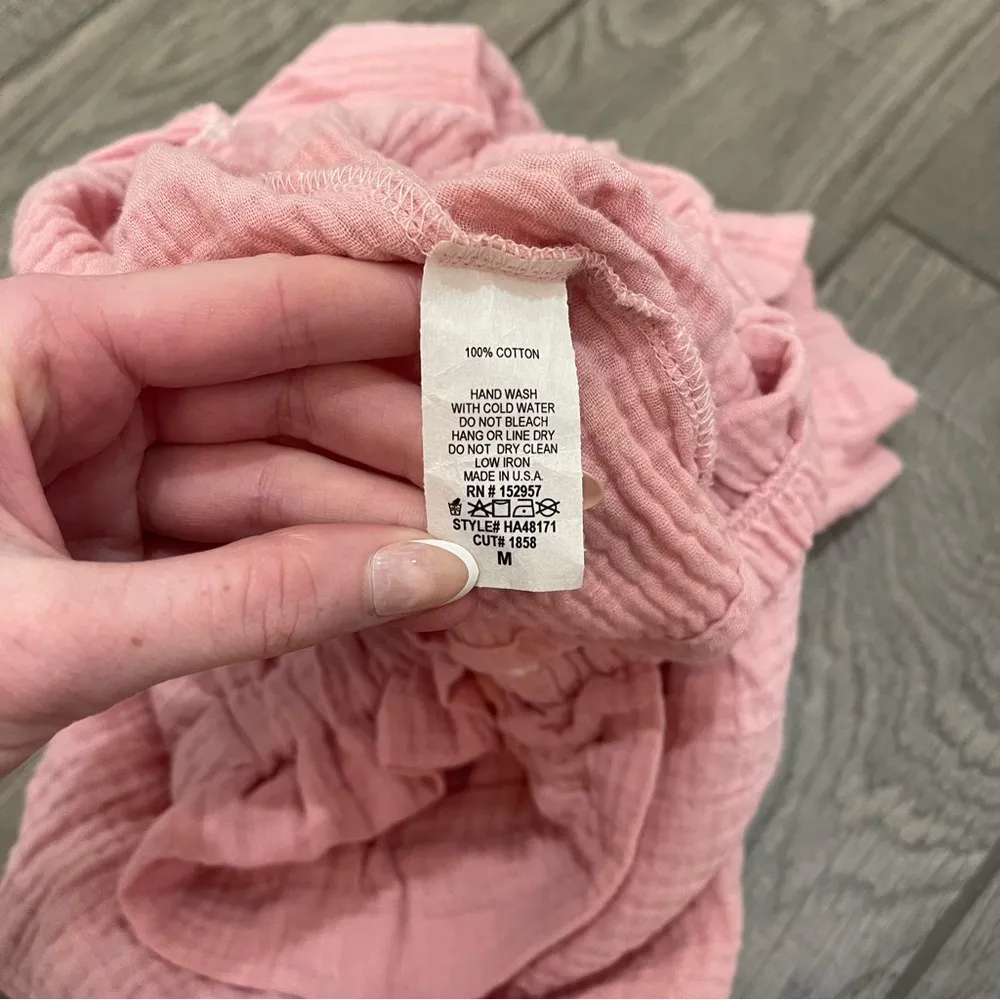 100% COTTON
HAND WASH
WITH COLD WATER
DO NOT BLEACH
HANG OR LINE DRY
DO NOT DRY CLEAN
LOW IRON
MADE IN U.S.A.
RN # 152957
STYLE# HA48171
CUT# 1858
M